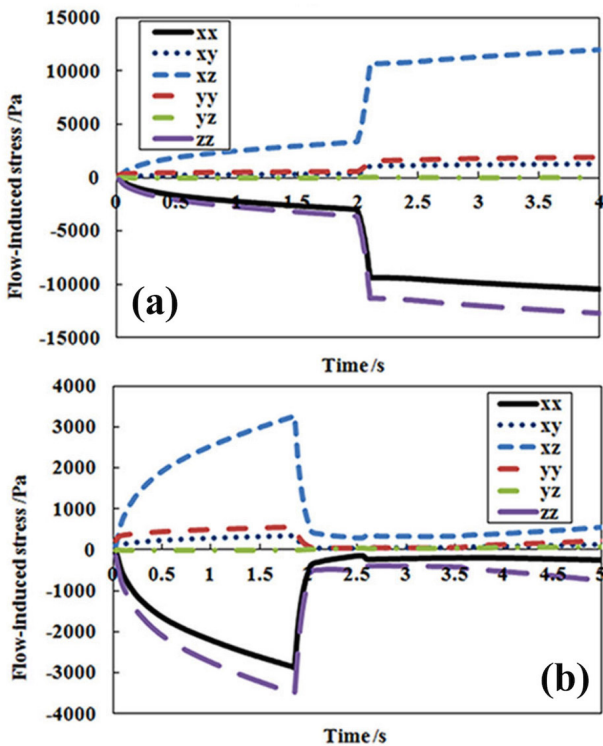 15000
10000
5000
0
-5000
-10000
-15000
Flow-induced stress /Pa
xx
xy
xz
yy
yz
zz
0 0.5 1 1.5 2 2.5 3 3.5 4
(a)
Time /s
4000
3000
2000
1000
0
-1000
-2000
-3000
-4000
Flow-induced stress /Pa
xx
xy
xz
yy
yz
zz
0 0.5 1 1.5 2 2.5 3 3.5 4 4.5 5
(b)
Time /s